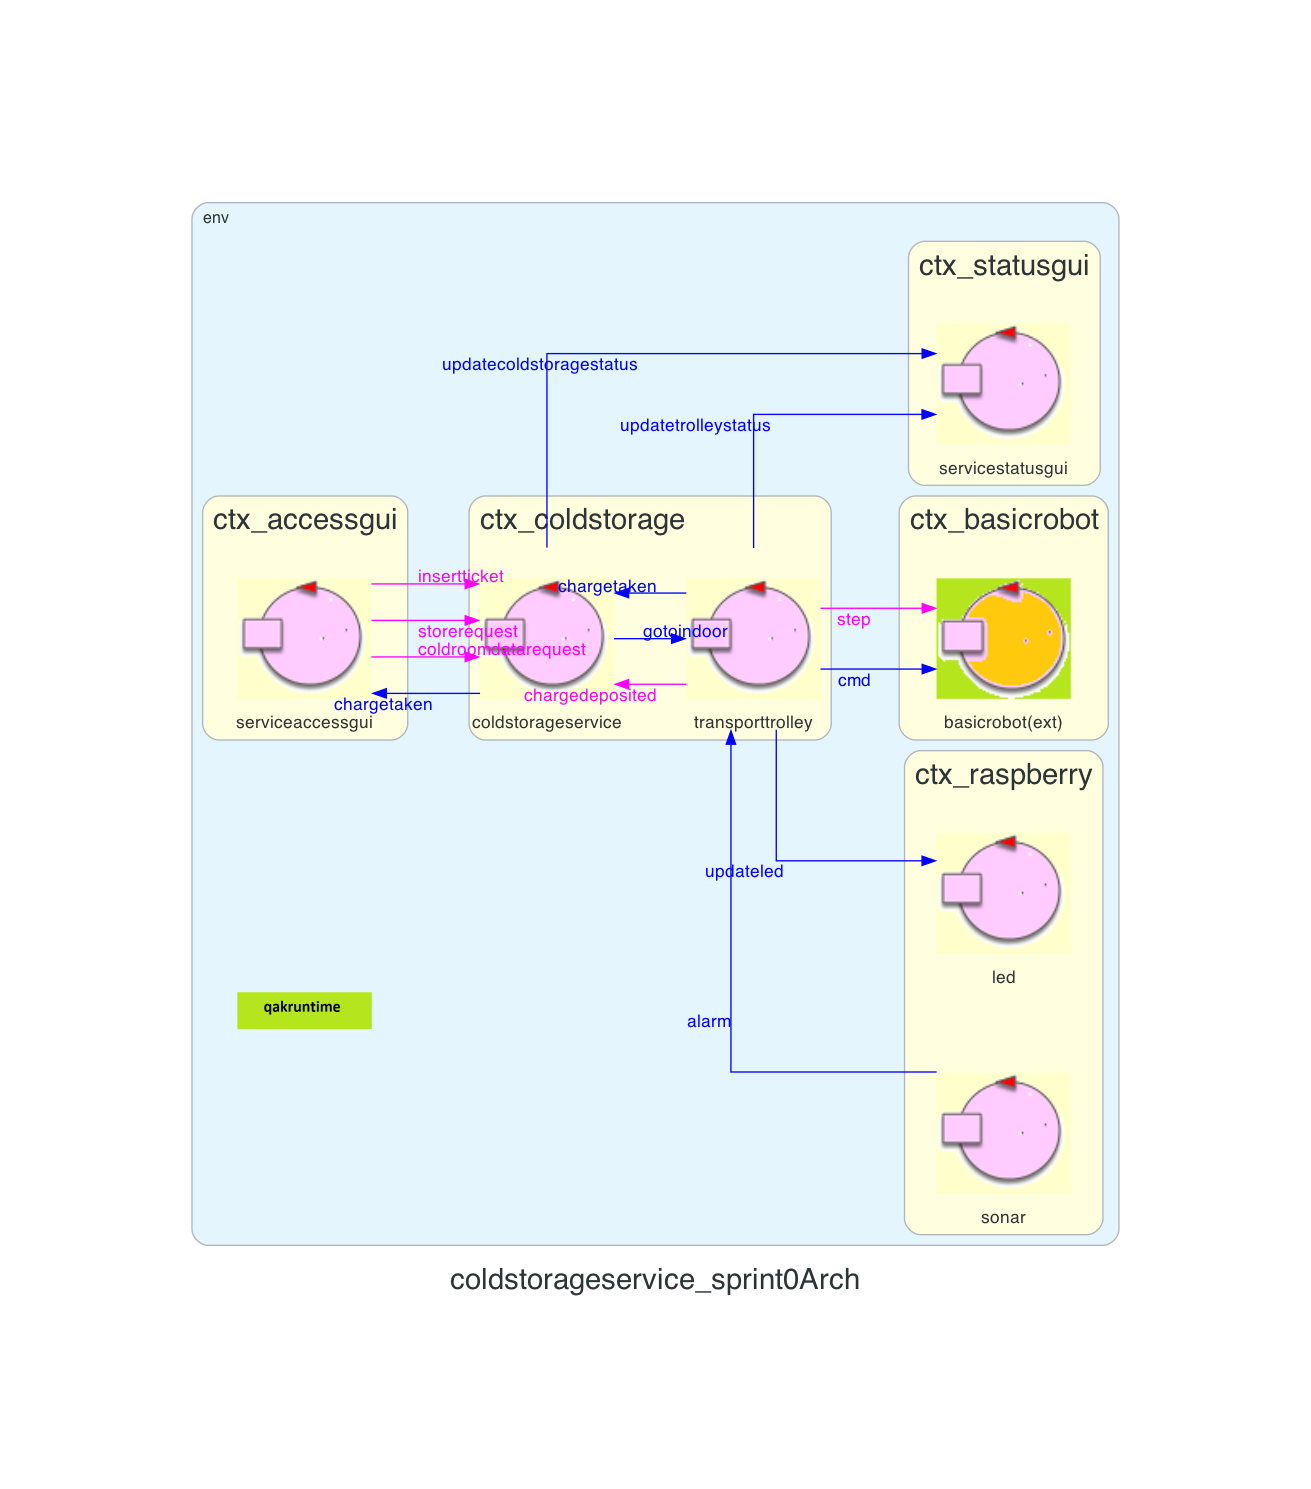 env
ctx_statusgui
updatecoldstoragestatus
updatetrolleystatus
servicestatusgui
ctx_accessgui
ctx_coldstorage
ctx_basicrobot
insertticket
chargetaken
step
storerequest
gotoindoor
coldroomdatarequest
cmd
chargedeposited
chargetaken
serviceaccessgui
coldstorageservice
transporttrolley
basicrobot(ext)
ctx_raspberry
updateled
led
qakruntime
alarm
sonar
coldstorageservice_sprint0Arch